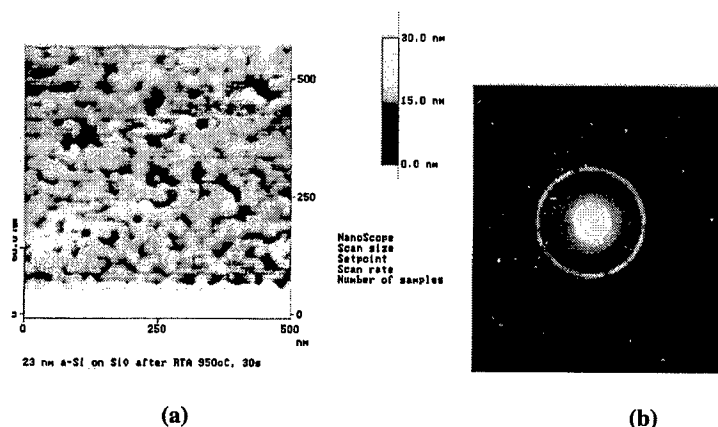 30.0 nM
15.0 nM
0.0 nM
500
250
0
0
250
500
nM
NanoScope
Scan size
Setpoint
Scan rate
Number of samples
23 nM a-Si on SiO after RTA 950oC, 30s
(a)
(b)